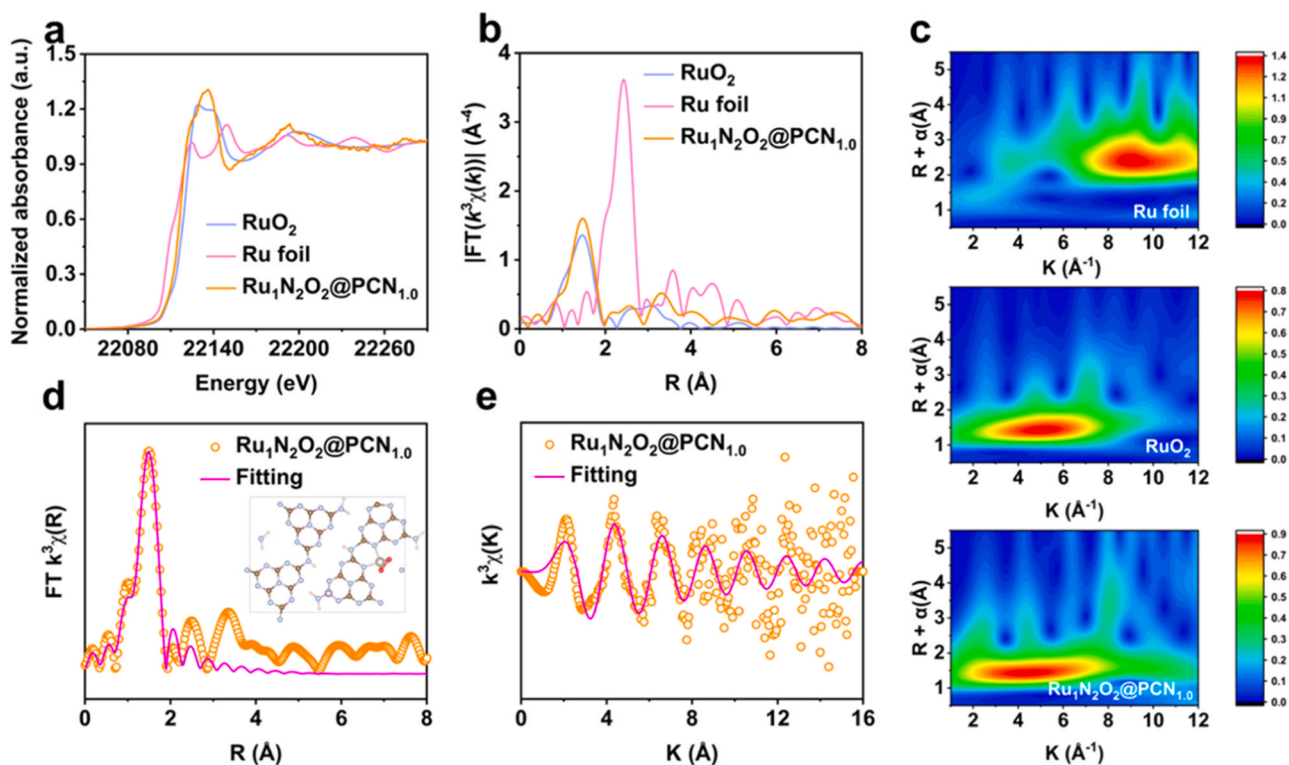 a
Normalized absorbance (a.u.)
1.5
1.2
0.9
0.6
0.3
0.0
RuO₂
Ru foil
Ru₁N₂O₂@PCN₁.₀
22080 22140 22200 22260
Energy (eV)
b
|FT(k³χ(k))| (Å⁻⁴)
4
3
2
1
0
RuO₂
Ru foil
Ru₁N₂O₂@PCN₁.₀
0 2 4 6 8
R (Å)
c
R + α(Å)
5
4
3
2
1
Ru foil
2 4 6 8 10 12
K (Å⁻¹)
1.4
1.2
1.0
0.9
0.7
0.5
0.4
0.2
0.0
R + α(Å)
5
4
3
2
1
RuO₂
2 4 6 8 10 12
K (Å⁻¹)
0.8
0.7
0.6
0.5
0.4
0.3
0.2
0.1
0.0
R + α(Å)
5
4
3
2
1
Ru₁N₂O₂@PCN₁.₀
2 4 6 8 10 12
K (Å⁻¹)
0.9
0.8
0.7
0.6
0.5
0.3
0.2
0.1
0.0
d
FT k³χ(R)
Ru₁N₂O₂@PCN₁.₀
Fitting
0 2 4 6 8
R (Å)
e
k³χ(K)
Ru₁N₂O₂@PCN₁.₀
Fitting
0 2 4 6 8 10 12 14 16
K (Å)